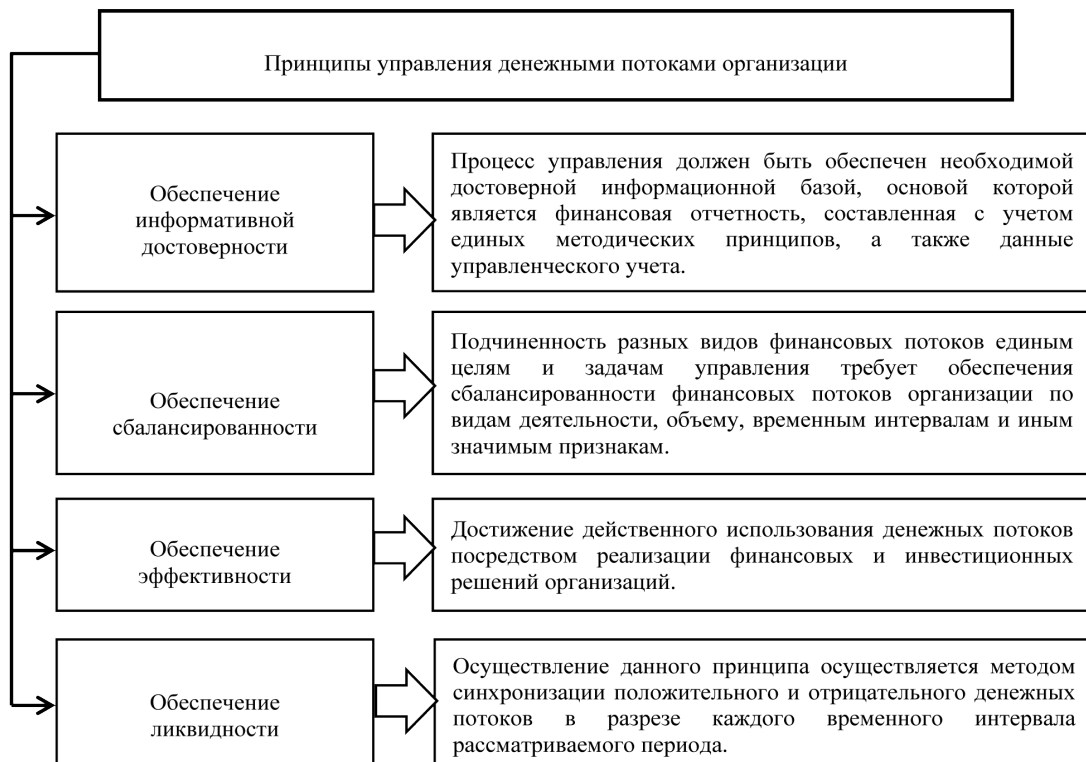 Принципы управления денежными потоками организации
Обеспечение
информативной
достоверности
Процесс управления должен быть обеспечен необходимой
достоверной информационной базой, основой которой
является финансовая отчетность, составленная с учетом
единых методических принципов, а также данные
управленческого учета.
Обеспечение
сбалансированности
Подчиненность разных видов финансовых потоков единым
целям и задачам управления требует обеспечения
сбалансированности финансовых потоков организации по
видам деятельности, объему, временным интервалам и иным
значимым признакам.
Обеспечение
эффективности
Достижение действенного использования денежных потоков
посредством реализации финансовых и инвестиционных
решений организаций.
Обеспечение
ликвидности
Осуществление данного принципа осуществляется методом
синхронизации положительного и отрицательного денежных
потоков в разрезе каждого временного интервала
рассматриваемого периода.